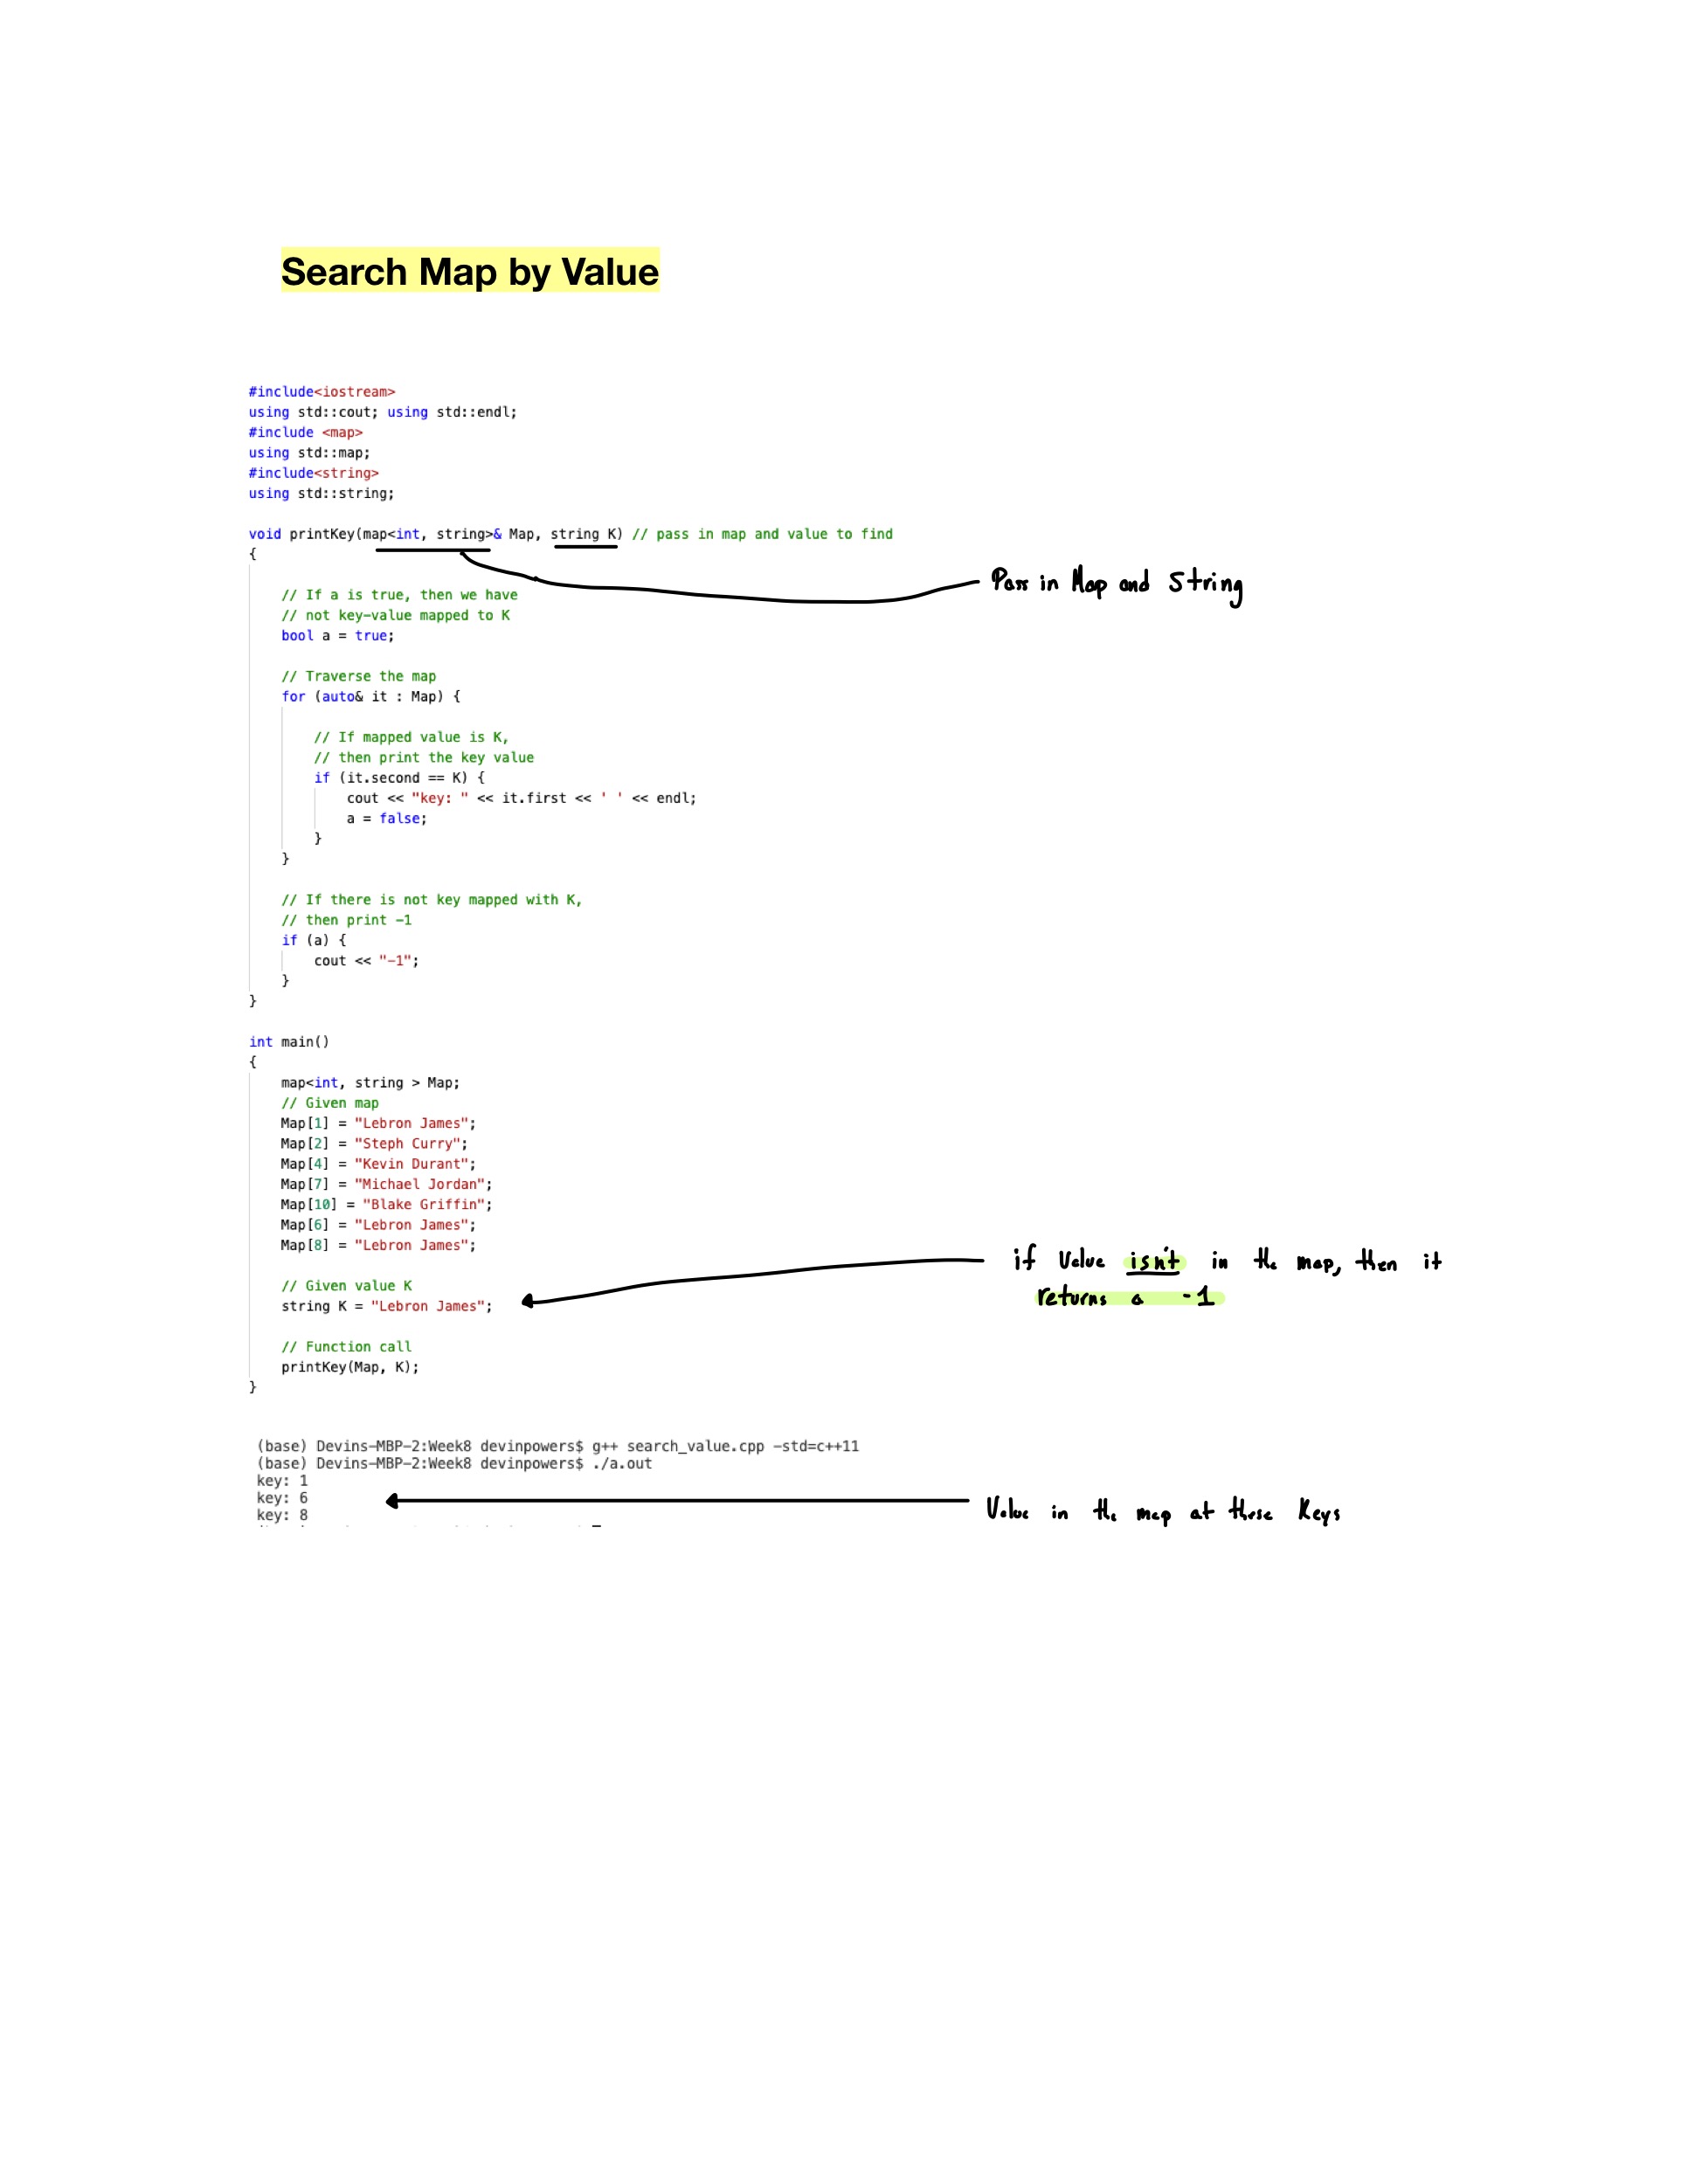 Search Map by Value
#include<iostream>
using std::cout; using std::endl;
#include <map>
using std::map;
#include<string>
using std::string;
void printKey(map<int, string>& Map, string K) // pass in map and value to find
{
Pass in Map and String
// If a is true, then we have
// not key-value mapped to K
bool a = true;
// Traverse the map
for (auto& it : Map) {
// If mapped value is K,
// then print the key value
if (it.second == K) {
cout << "key: " << it.first << ' ' << endl;
a = false;
}
}
// If there is not key mapped with K,
// then print -1
if (a) {
cout << "-1";
}
}
int main()
{
map<int, string > Map;
// Given map
Map[1] = "Lebron James";
Map[2] = "Steph Curry";
Map[4] = "Kevin Durant";
Map[7] = "Michael Jordan";
Map[10] = "Blake Griffin";
Map[6] = "Lebron James";
Map[8] = "Lebron James";
if Value isn't in the map, then it
returns a -1
// Given value K
string K = "Lebron James";
// Function call
printKey(Map, K);
}
(base) Devins-MBP-2:Week8 devinpowers$ g++ search_value.cpp -std=c++11
(base) Devins-MBP-2:Week8 devinpowers$ ./a.out
key: 1
key: 6
key: 8
Value in the map at these Keys